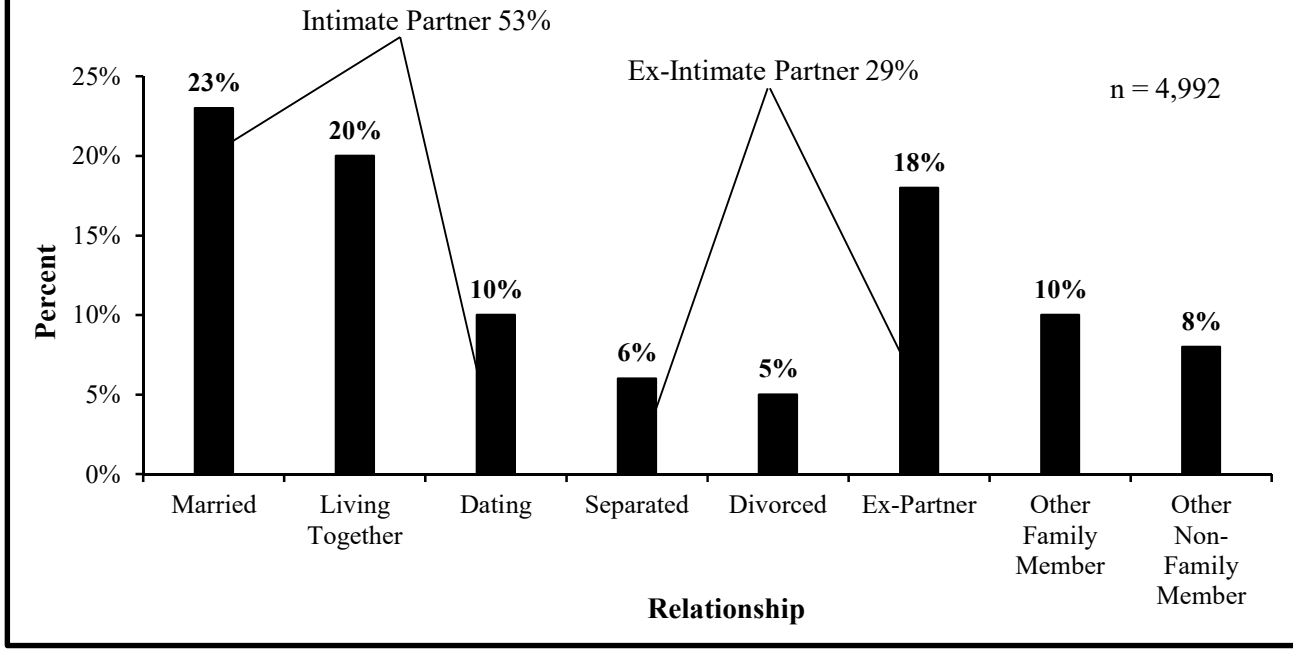 Intimate Partner 53%
Ex-Intimate Partner 29%
n = 4,992
25%
20%
15%
10%
5%
0%
Percent
23%
20%
10%
6%
5%
18%
10%
8%
Married
Living
Together
Dating
Separated
Divorced
Ex-Partner
Other
Family
Member
Other
Non-
Family
Member
Relationship